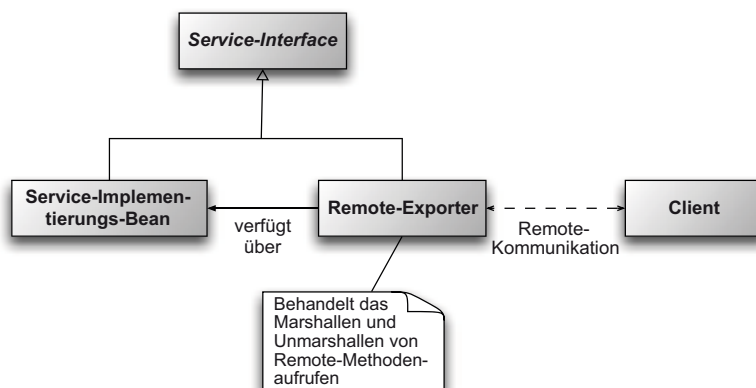 Service-Interface
Service-Implemen-
tierungs-Bean
verfügt
über
Remote-Exporter
Remote-
Kommunikation
Client
Behandelt das
Marshallen und
Unmarshallen von
Remote-Methoden-
aufrufen